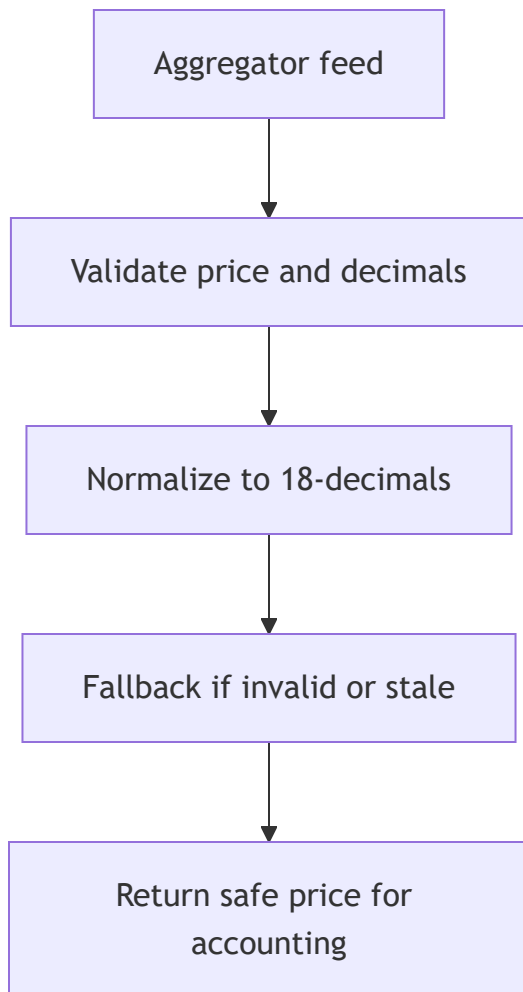 Aggregator feed
Validate price and decimals
Normalize to 18-decimals
Fallback if invalid or stale
Return safe price for
accounting